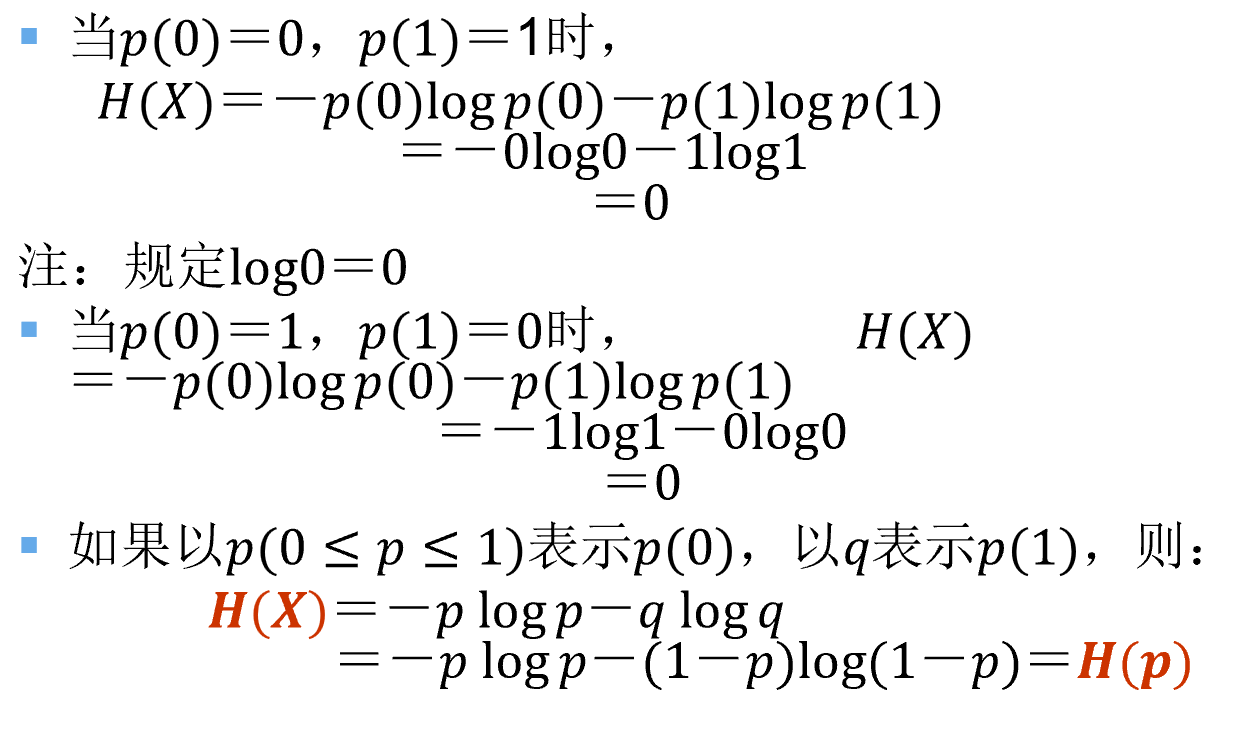 ▪ 当p(0)＝0，p(1)＝1时，
H(X)＝－p(0)log p(0)－p(1)log p(1)
＝－0log0－1log1
＝0
注：规定log0＝0
▪ 当p(0)＝1，p(1)＝0时， H(X)
＝－p(0)log p(0)－p(1)log p(1)
＝－1log1－0log0
＝0
▪ 如果以p(0 ≤ p ≤ 1)表示p(0)，以q表示p(1)，则：
H(X)＝－p log p－q log q
＝－p log p－(1－p)log(1－p)＝H(p)